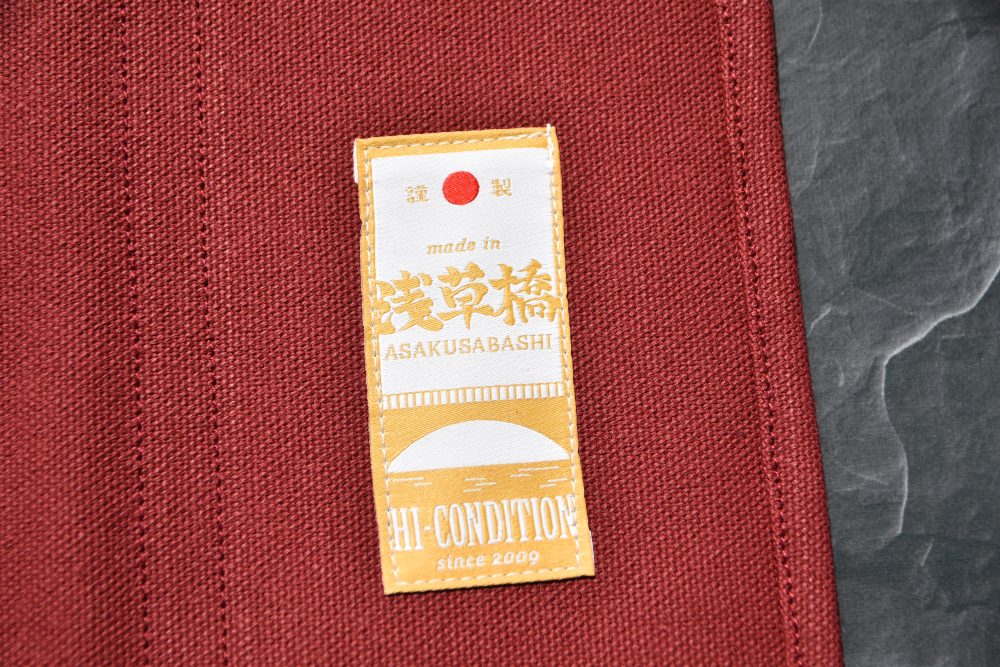 謹製
made in
浅草橋
ASAKUSABASHI
HI-CONDITION
since 2009